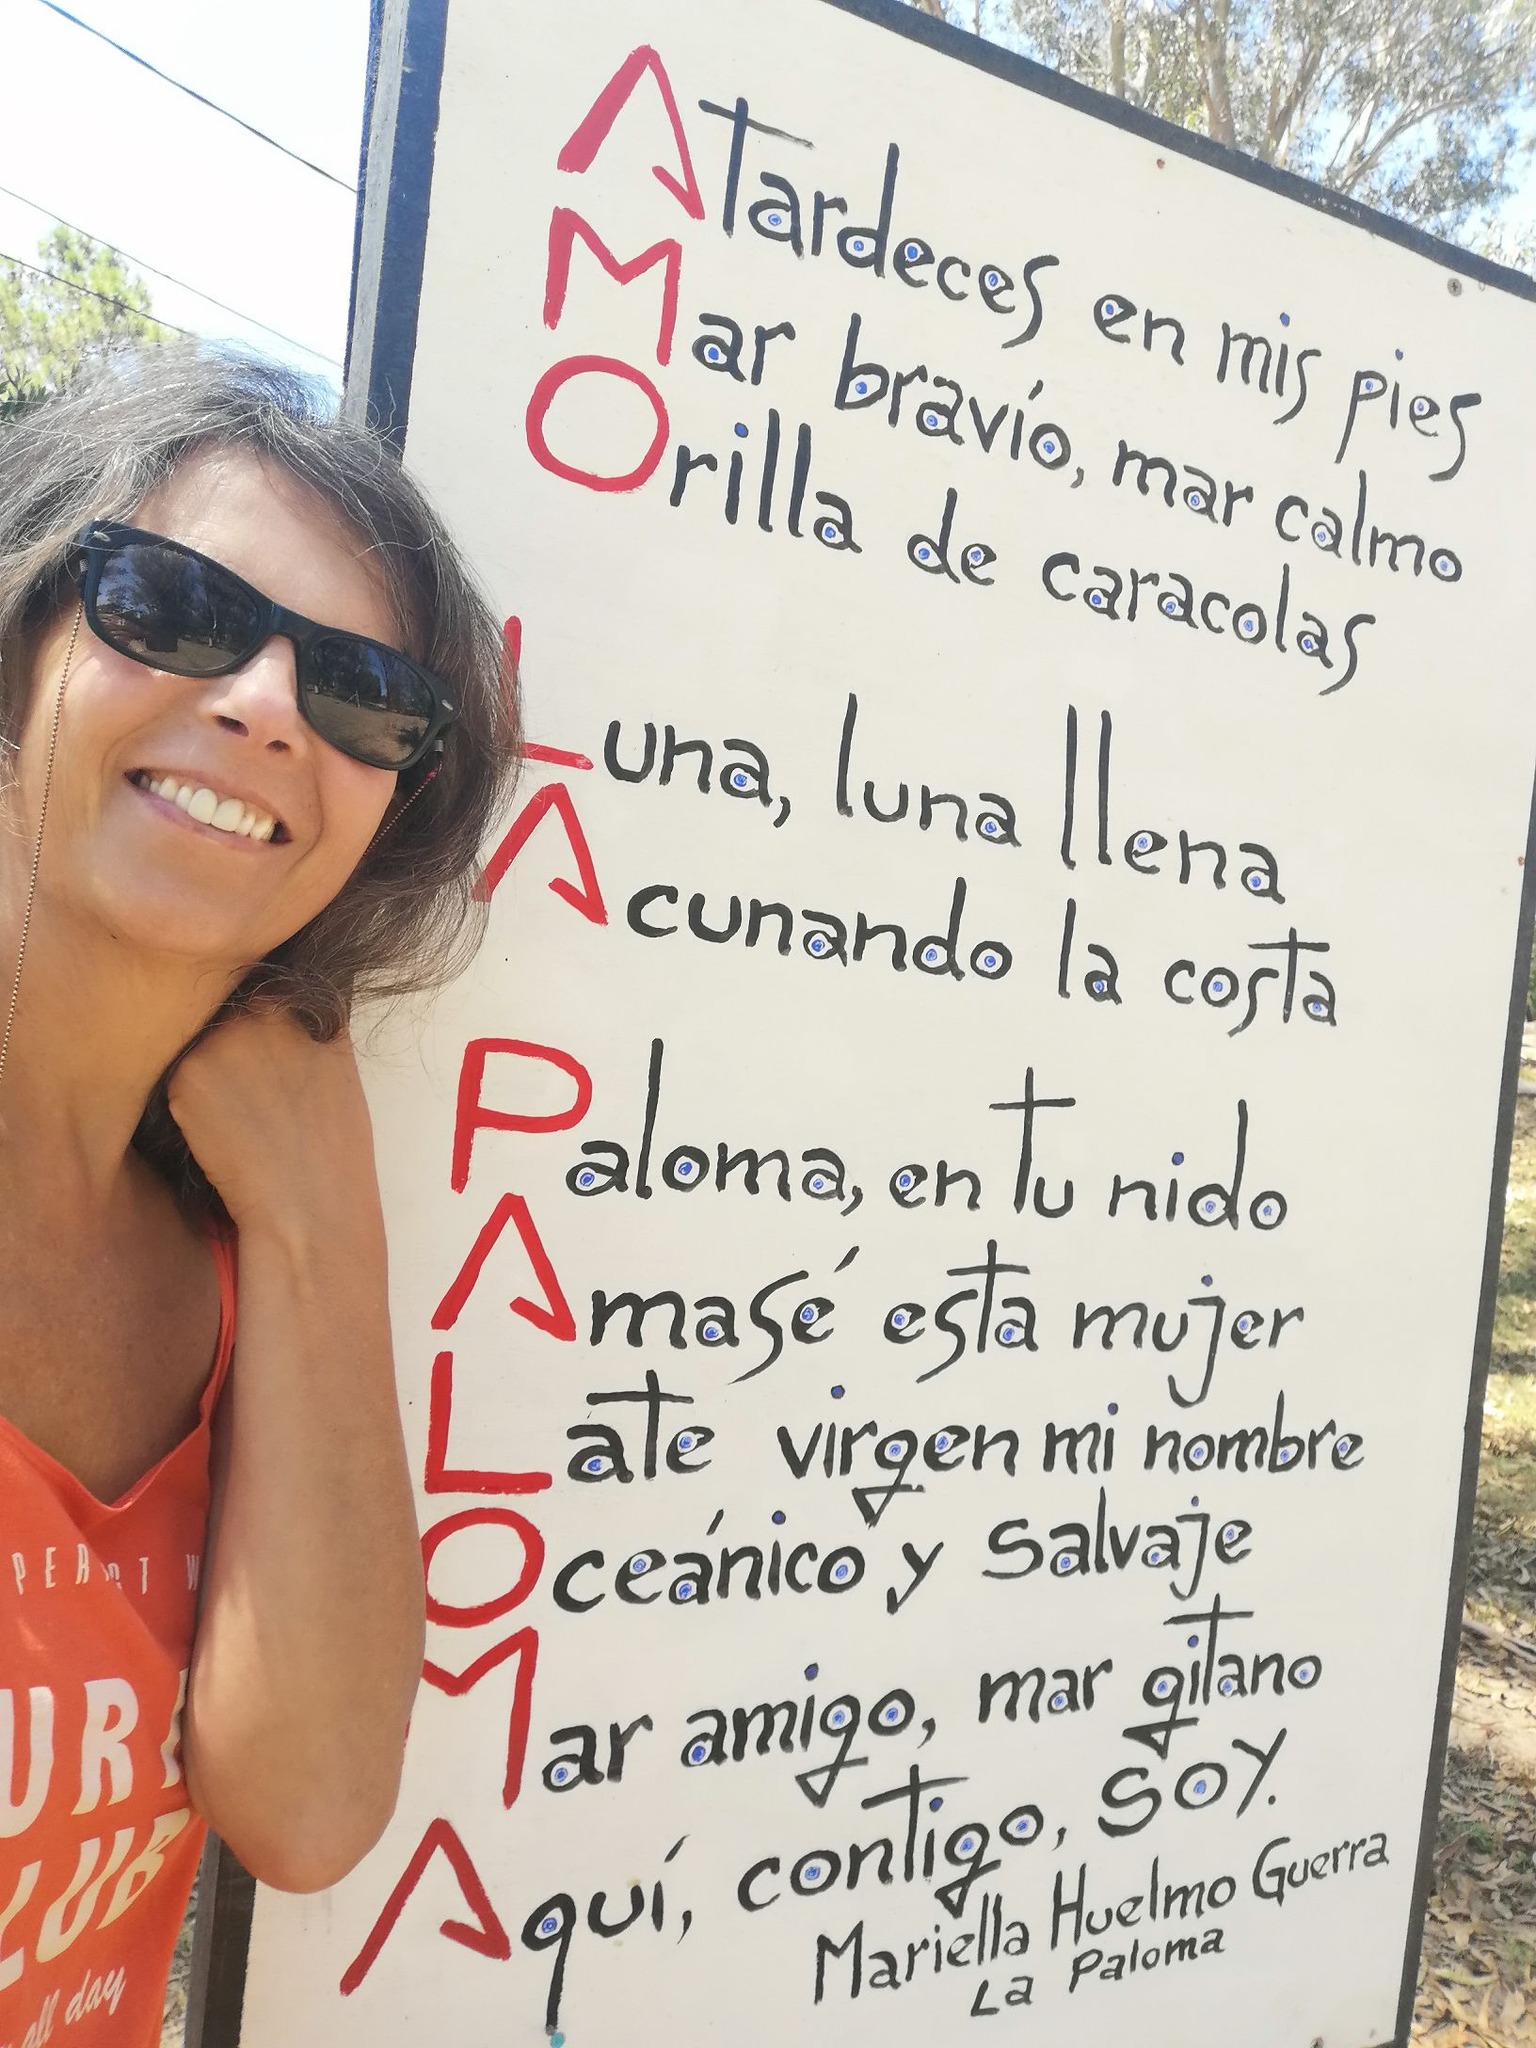 Atardeces en mis pies
Mar bravío, mar calmo
Orilla de caracolas
Luna, luna llena
Acunando la costa
Paloma, en tu nido
Amasé esta mujer
Late virgen mi nombre
Oceánico y salvaje
Mar amigo, mar gitano
Aquí, contigo, soy.
Mariella Huelmo Guerra
La Paloma
all day